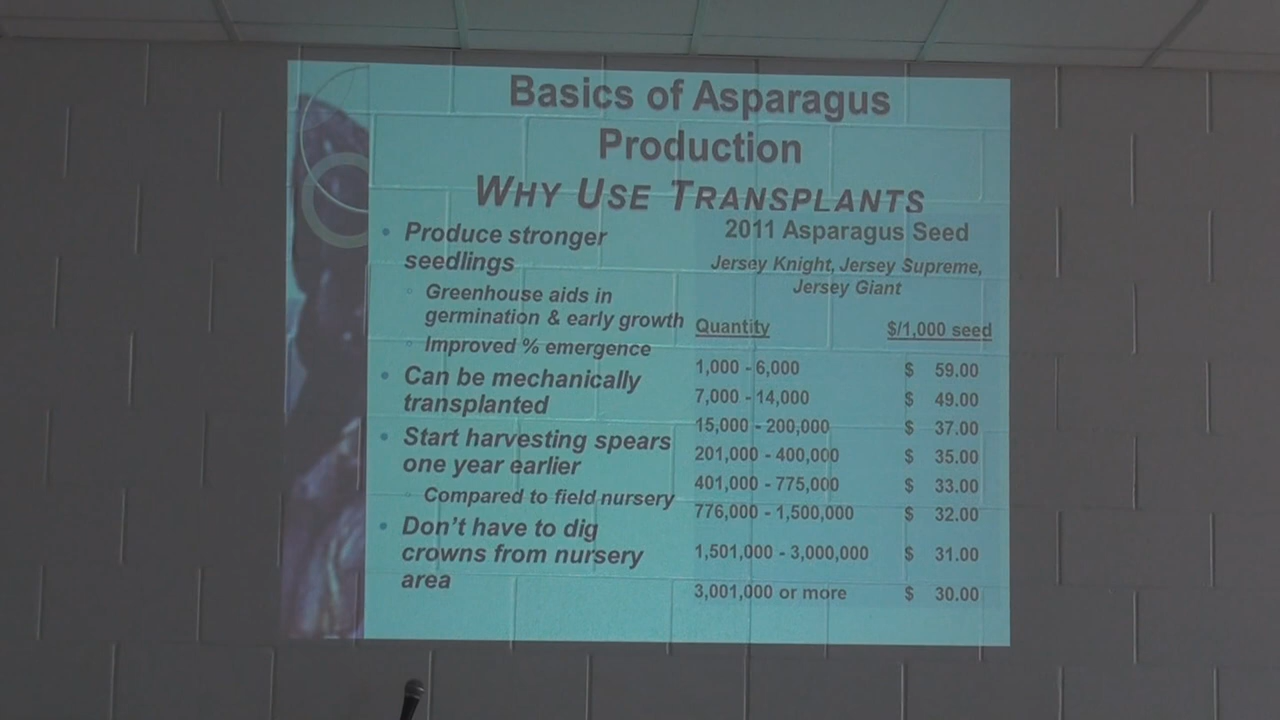 Basics of Asparagus
Production
WHY USE TRANSPLANTS
• Produce stronger
seedlings
◦ Greenhouse aids in
germination & early growth
◦ Improved % emergence
• Can be mechanically
transplanted
• Start harvesting spears
one year earlier
◦ Compared to field nursery
• Don't have to dig
crowns from nursery
area
2011 Asparagus Seed
Jersey Knight, Jersey Supreme,
Jersey Giant
Quantity $/1,000 seed
1,000 - 6,000 $ 59.00
7,000 - 14,000 $ 49.00
15,000 - 200,000 $ 37.00
201,000 - 400,000 $ 35.00
401,000 - 775,000 $ 33.00
776,000 - 1,500,000 $ 32.00
1,501,000 - 3,000,000 $ 31.00
3,001,000 or more $ 30.00